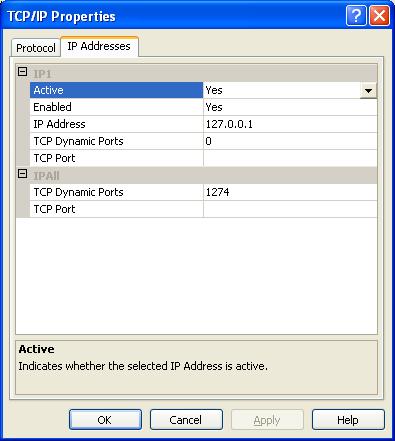 TCP/IP Properties
Protocol IP Addresses
IP1
Active Yes
Enabled Yes
IP Address 127.0.0.1
TCP Dynamic Ports 0
TCP Port
IPAll
TCP Dynamic Ports 1274
TCP Port
Active
Indicates whether the selected IP Address is active.
OK Cancel Apply Help